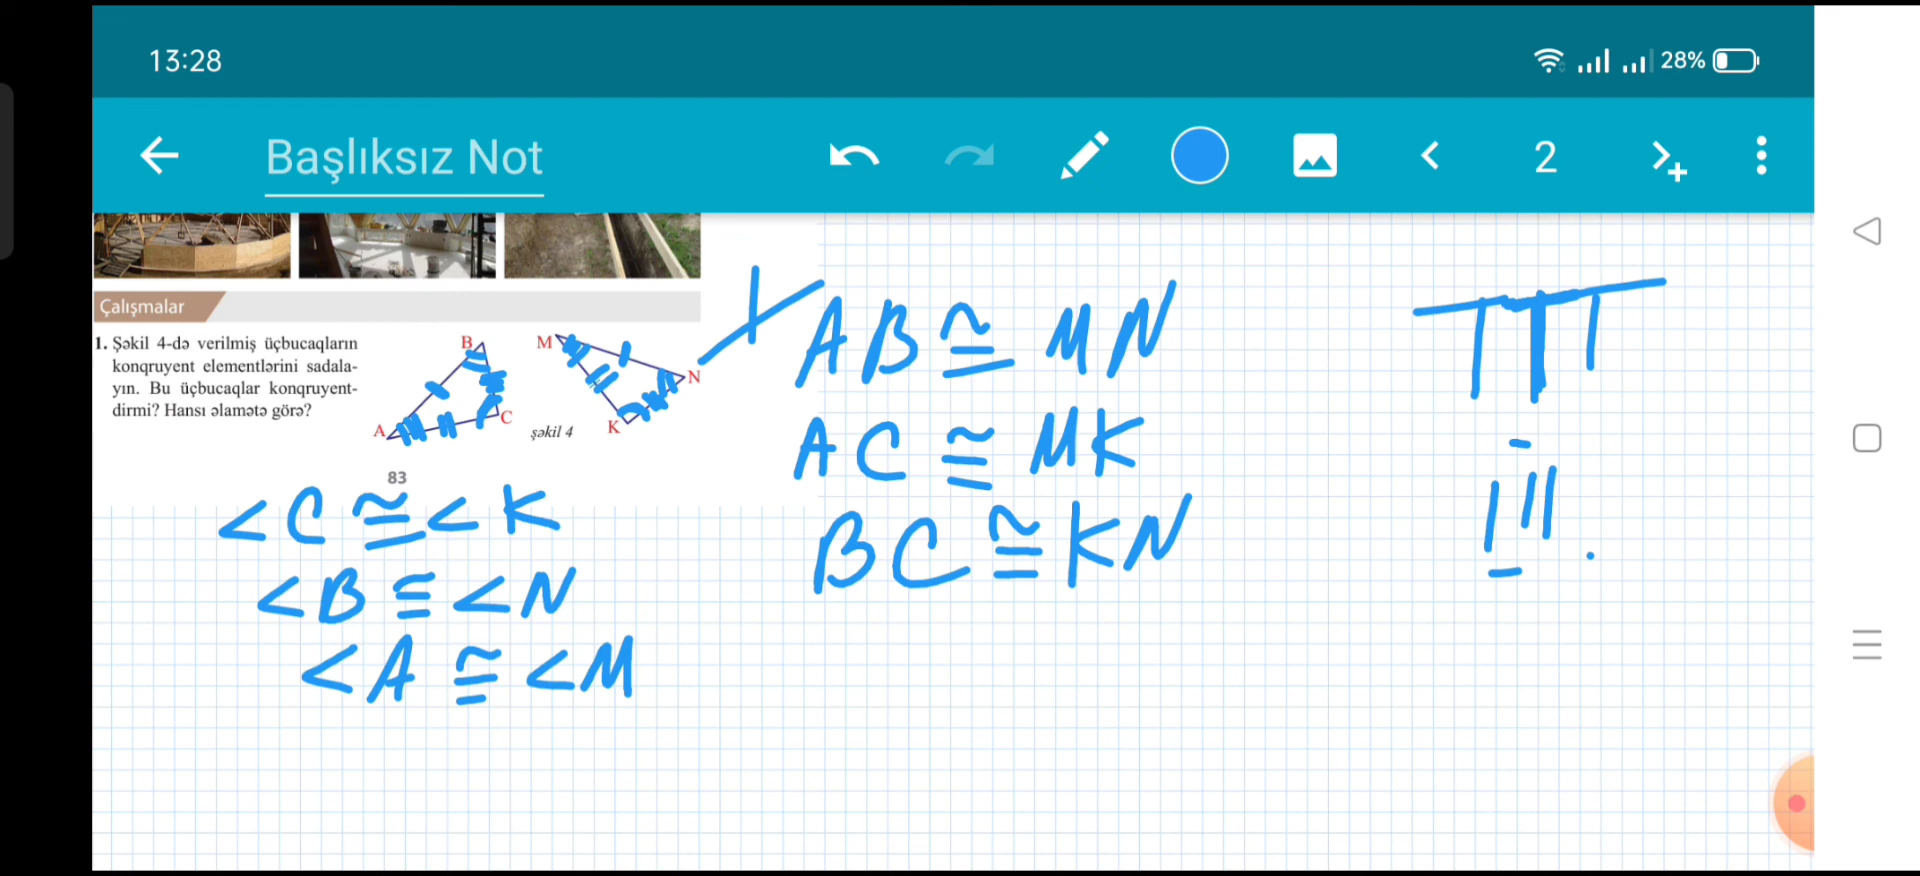 13:28
28%
Başlıksız Not
2
Çalışmalar
1. Şəkil 4-də verilmiş üçbucaqların
konqruyent elementlərini sadala-
yın. Bu üçbucaqlar konqruyent-
dirmi? Hansı əlamətə görə?
B
A
C
M
N
K
şəkil 4
83
AB ≅ MN
AC ≅ MK
BC ≅ KN
<C ≅ <K
<B ≅ <N
<A ≅ <M